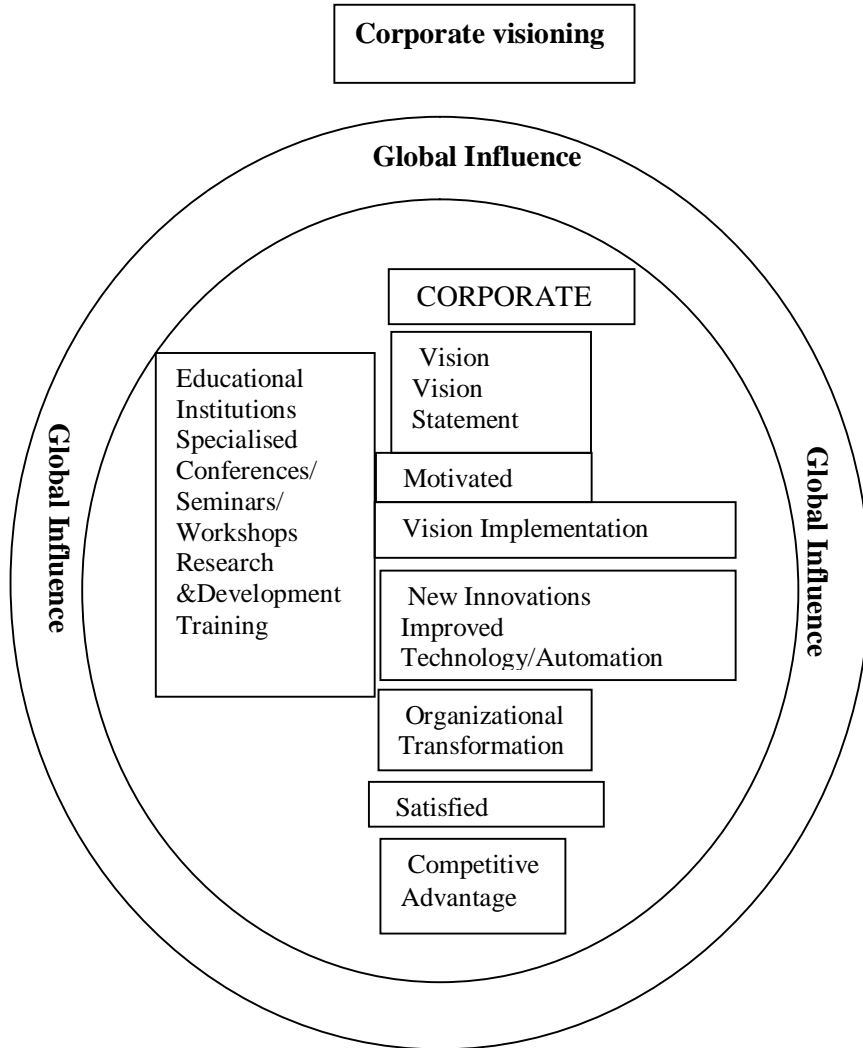 Corporate visioning
Global Influence
CORPORATE
Vision
Vision
Statement
Educational
Institutions
Specialised
Conferences/
Seminars/
Workshops
Research
&Development
Training
Motivated
Vision Implementation
New Innovations
Improved
Technology/Automation
Organizational
Transformation
Satisfied
Competitive
Advantage
Global Influence
Global Influence